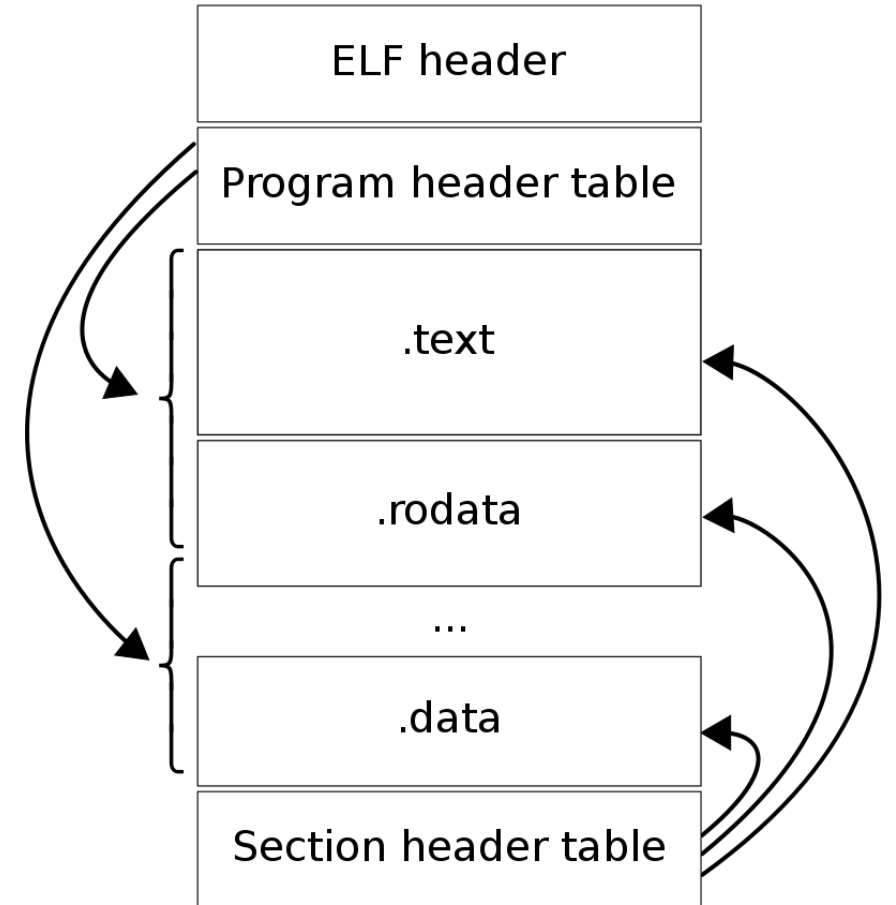 ELF header
Program header table
.text
.rodata
...
.data
Section header table